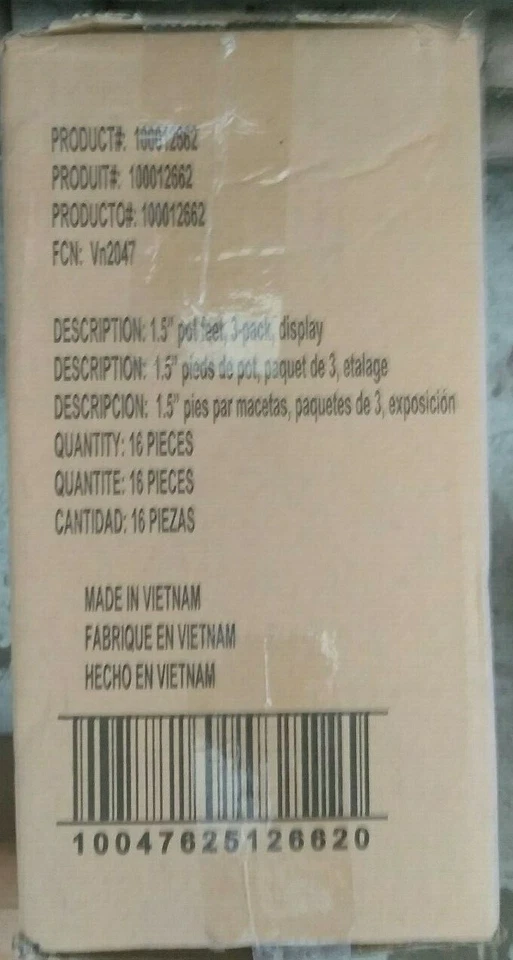 PRODUCT#: 100012662
PRODUIT#: 100012662
PRODUCTO#: 100012662
FCN: Vn2047
DESCRIPTION: 1.5" pot feet, 3-pack, display
DESCRIPTION: 1.5" pieds de pot, paquet de 3, etalage
DESCRIPCION: 1.5" pies par macetas, paquetes de 3, exposición
QUANTITY: 16 PIECES
QUANTITE: 16 PIECES
CANTIDAD: 16 PIEZAS
MADE IN VIETNAM
FABRIQUE EN VIETNAM
HECHO EN VIETNAM
10047625126620